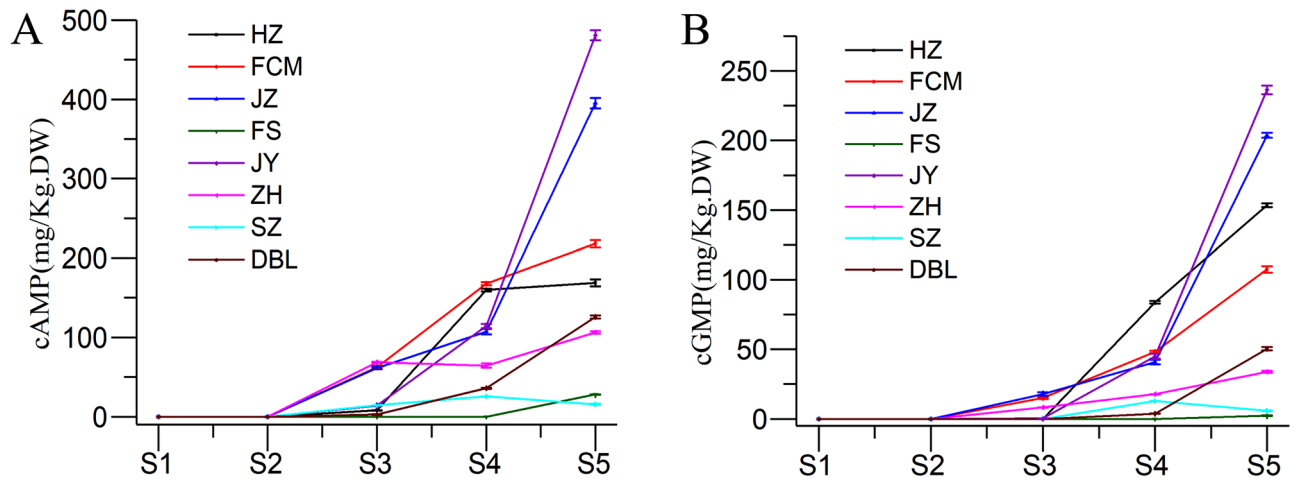 A
cAMP(mg/Kg.DW)
500
400
300
200
100
0
HZ
FCM
JZ
FS
JY
ZH
SZ
DBL
S1 S2 S3 S4 S5
B
cGMP(mg/Kg.DW)
250
200
150
100
50
0
HZ
FCM
JZ
FS
JY
ZH
SZ
DBL
S1 S2 S3 S4 S5